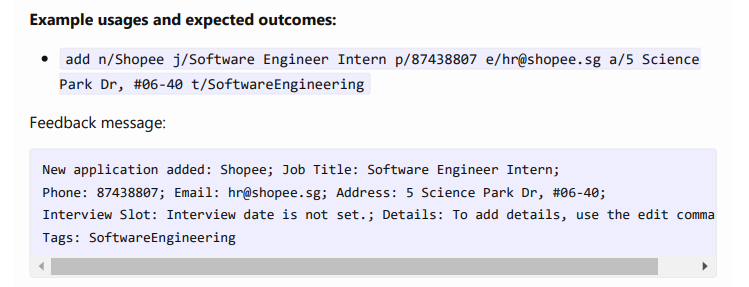 Example usages and expected outcomes:
add n/Shopee j/Software Engineer Intern p/87438807 e/hr@shopee.sg a/5 Science
Park Dr, #06-40 t/SoftwareEngineering
Feedback message:
New application added: Shopee; Job Title: Software Engineer Intern;
Phone: 87438807; Email: hr@shopee.sg; Address: 5 Science Park Dr, #06-40;
Interview Slot: Interview date is not set.; Details: To add details, use the edit comma
Tags: SoftwareEngineering